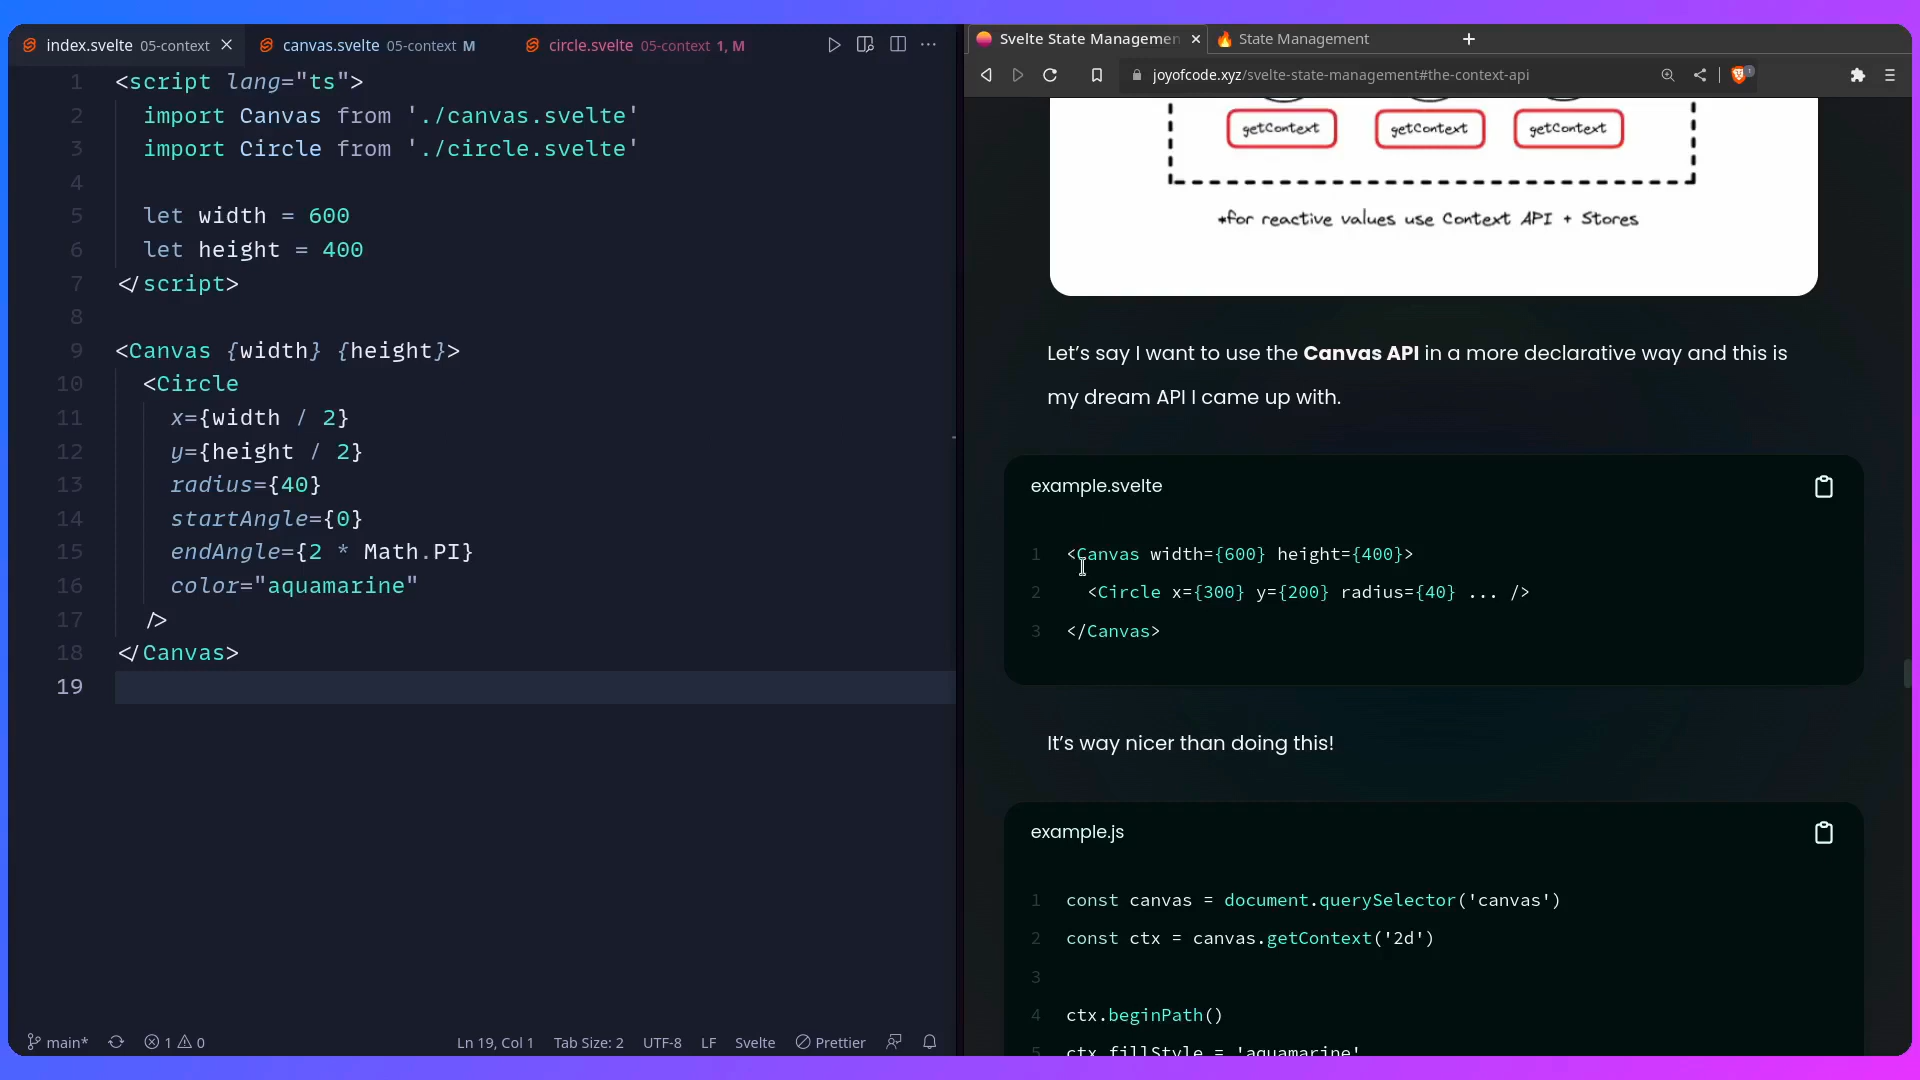 index.svelte 05-context
canvas.svelte 05-context M
circle.svelte 05-context 1, M
1 <script lang="ts">
2 import Canvas from './canvas.svelte'
3 import Circle from './circle.svelte'
4
5 let width = 600
6 let height = 400
7 </script>
8
9 <Canvas {width} {height}>
10 <Circle
11 x={width / 2}
12 y={height / 2}
13 radius={40}
14 startAngle={0}
15 endAngle={2 * Math.PI}
16 color="aquamarine"
17 />
18 </Canvas>
19
main* 1 0 Ln 19, Col 1 Tab Size: 2 UTF-8 LF Svelte Prettier
Svelte State Managemen
State Management
joyofcode.xyz/svelte-state-management#the-context-api
1
getContext getContext getContext
*for reactive values use Context API + Stores
Let's say I want to use the Canvas API in a more declarative way and this is
my dream API I came up with.
example.svelte
1 <Canvas width={600} height={400}>
2 <Circle x={300} y={200} radius={40} ... />
3 </Canvas>
It's way nicer than doing this!
example.js
1 const canvas = document.querySelector('canvas')
2 const ctx = canvas.getContext('2d')
3
4 ctx.beginPath()
5 ctx.fillStyle = 'aquamarine'